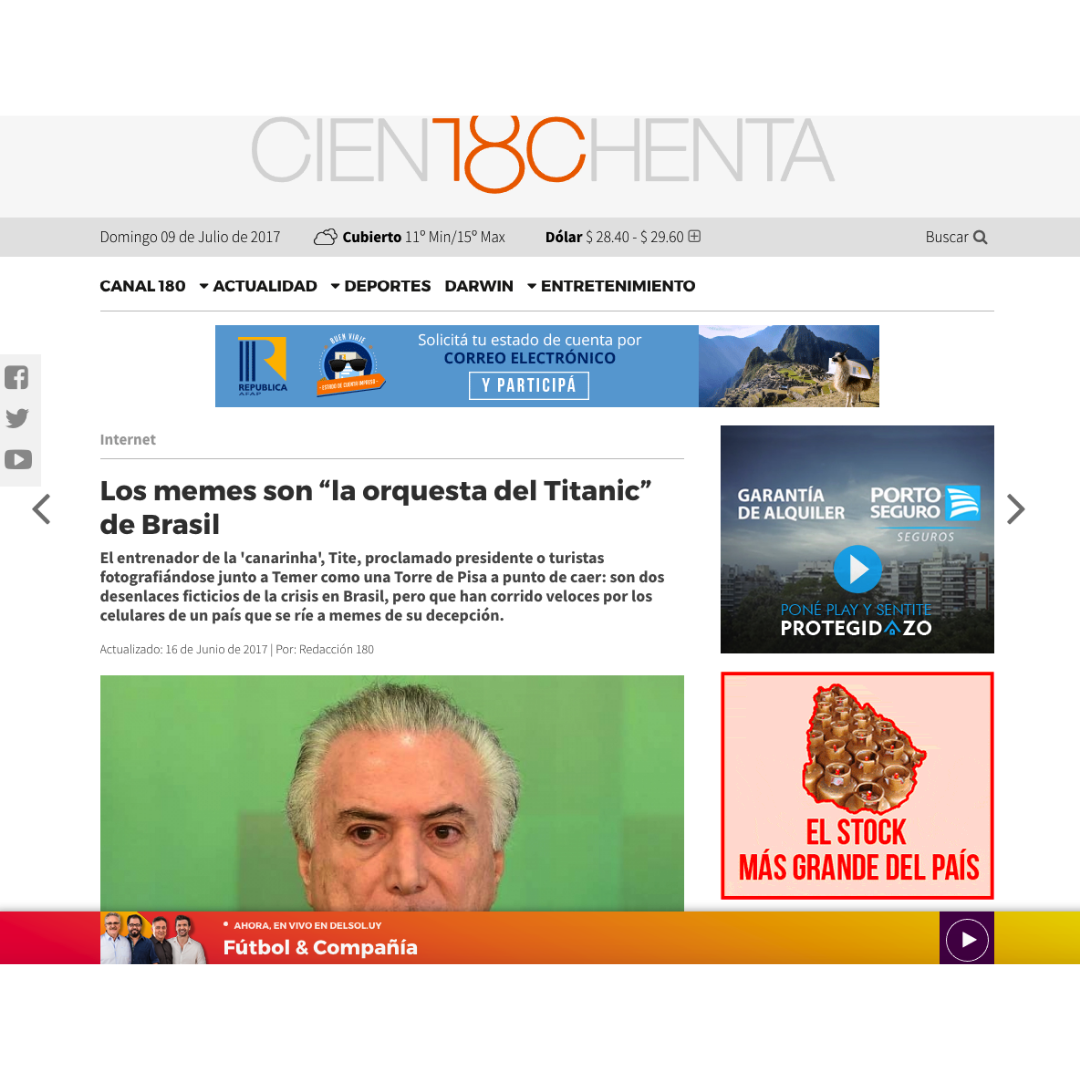 CIEN180CHENTA
Domingo 09 de Julio de 2017
Cubierto 11º Min/15º Max
Dólar $ 28.40 - $ 29.60
Buscar
CANAL 180
ACTUALIDAD
DEPORTES
DARWIN
ENTRETENIMIENTO
REPUBLICA
AFAP
BUEN VIAJE
ESTADO DE CUENTA IMPRESO
Solicitá tu estado de cuenta por
CORREO ELECTRÓNICO
Y PARTICIPÁ
Internet
Los memes son “la orquesta del Titanic”
de Brasil
El entrenador de la 'canarinha', Tite, proclamado presidente o turistas
fotografiándose junto a Temer como una Torre de Pisa a punto de caer: son dos
desenlaces ficticios de la crisis en Brasil, pero que han corrido veloces por los
celulares de un país que se ríe a memes de su decepción.
Actualizado: 16 de Junio de 2017 | Por: Redacción 180
GARANTÍA
DE ALQUILER
PORTO
SEGURO
SEGUROS
PONÉ PLAY Y SENTITE
PROTEGIDAZO
EL STOCK
MÁS GRANDE DEL PAÍS
AHORA, EN VIVO EN DELSOL.UY
Fútbol & Compañía